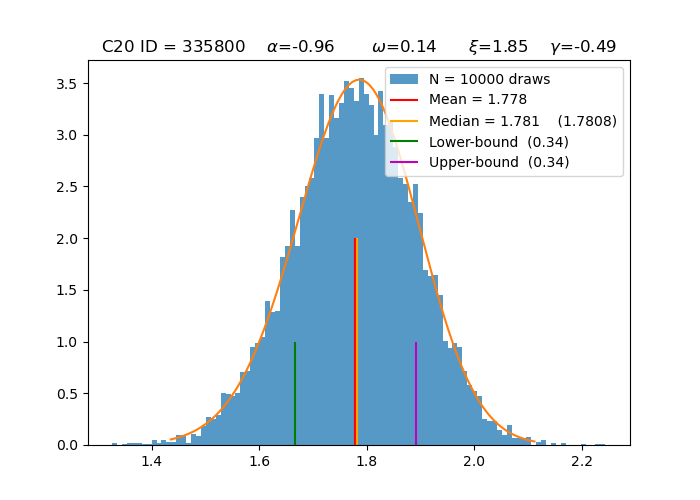 C20 ID = 335800 α=-0.96 ω=0.14 ξ=1.85 γ=-0.49
N = 10000 draws
Mean = 1.778
Median = 1.781 (1.7808)
Lower-bound (0.34)
Upper-bound (0.34)
3.5
3.0
2.5
2.0
1.5
1.0
0.5
0.0
1.4 1.6 1.8 2.0 2.2